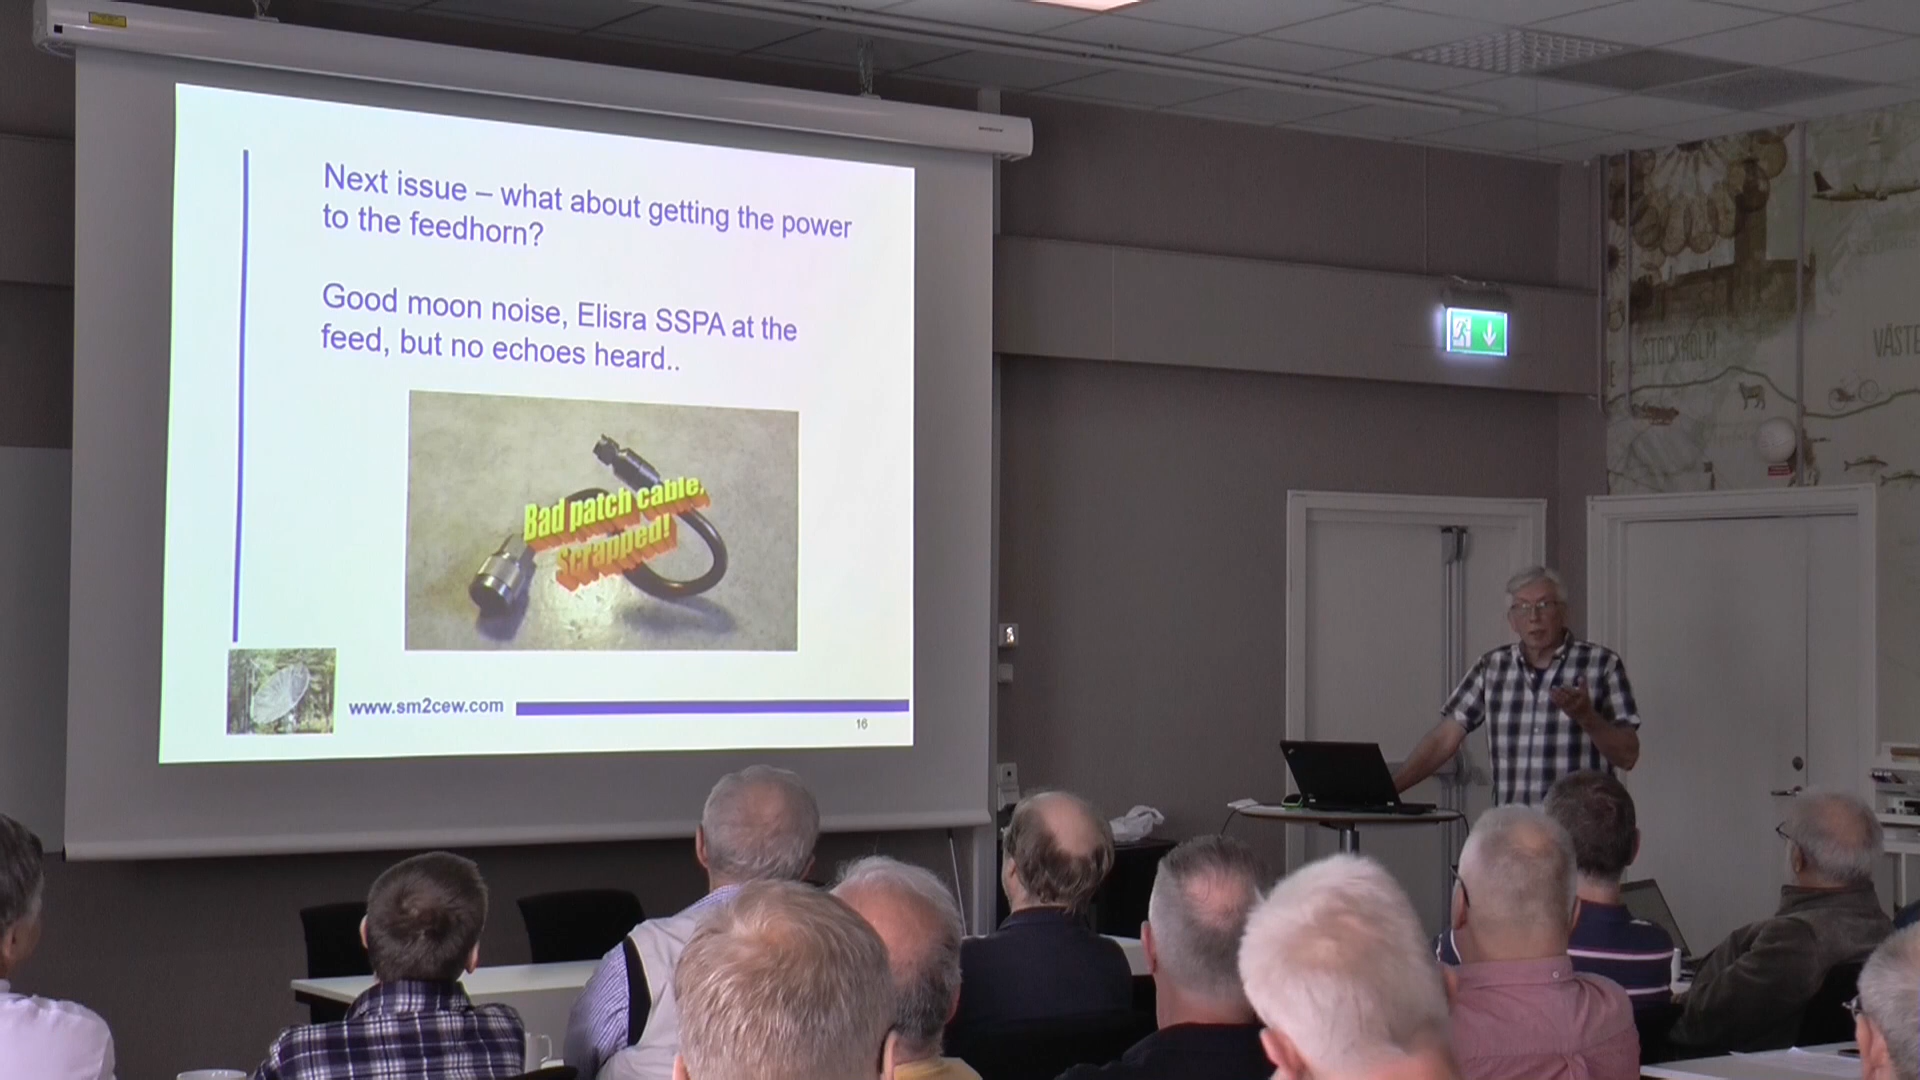 Next issue – what about getting the power
to the feedhorn?
Good moon noise, Elisra SSPA at the
feed, but no echoes heard..
Bad patch cable.
Scrapped!
www.sm2cew.com
16
STOCKHOLM